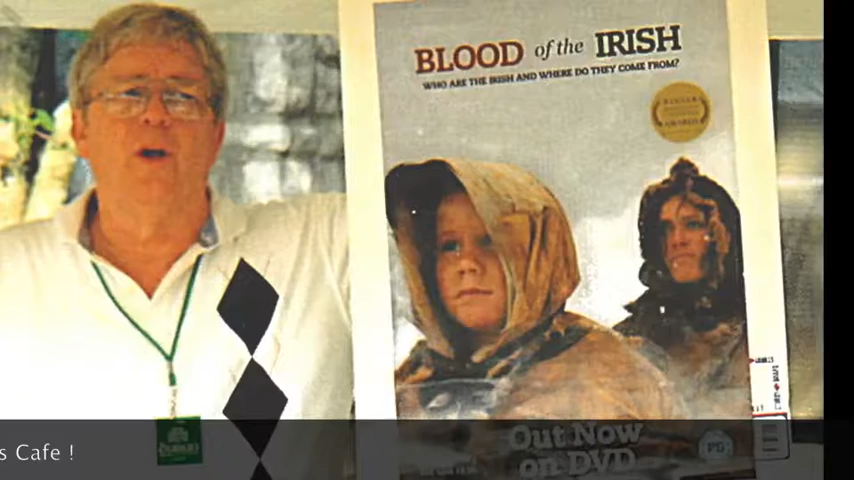 BLOOD of the IRISH
WHO ARE THE IRISH AND WHERE DO THEY COME FROM?
AWARDS
s Cafe !
Out Now
on DVD
PG